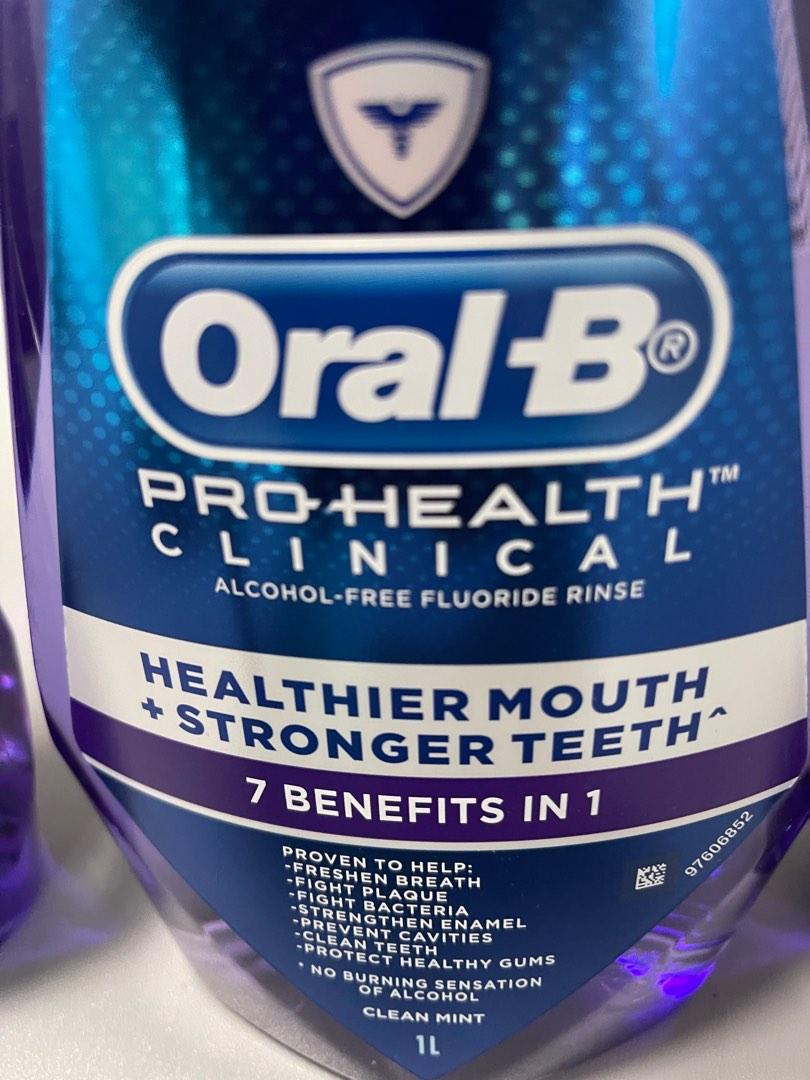 Oral-B®
PRO-HEALTH™
CLINICAL
ALCOHOL-FREE FLUORIDE RINSE
HEALTHIER MOUTH
+ STRONGER TEETH^
7 BENEFITS IN 1
PROVEN TO HELP:
-FRESHEN BREATH
-FIGHT PLAQUE
-FIGHT BACTERIA
-STRENGTHEN ENAMEL
-PREVENT CAVITIES
-CLEAN TEETH
-PROTECT HEALTHY GUMS
97606852
* NO BURNING SENSATION
OF ALCOHOL
CLEAN MINT
1L